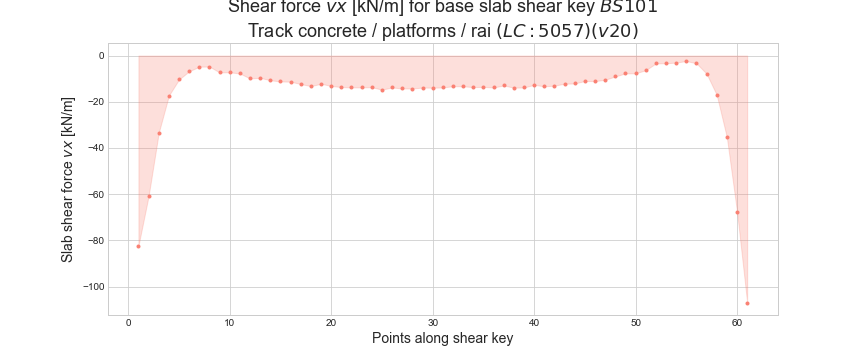 Shear force vx [kN/m] for base slab shear key BS101
Track concrete / platforms / rai (LC : 5057)(v20)
Slab shear force vx [kN/m]
0
−20
−40
−60
−80
−100
0 10 20 30 40 50 60
Points along shear key